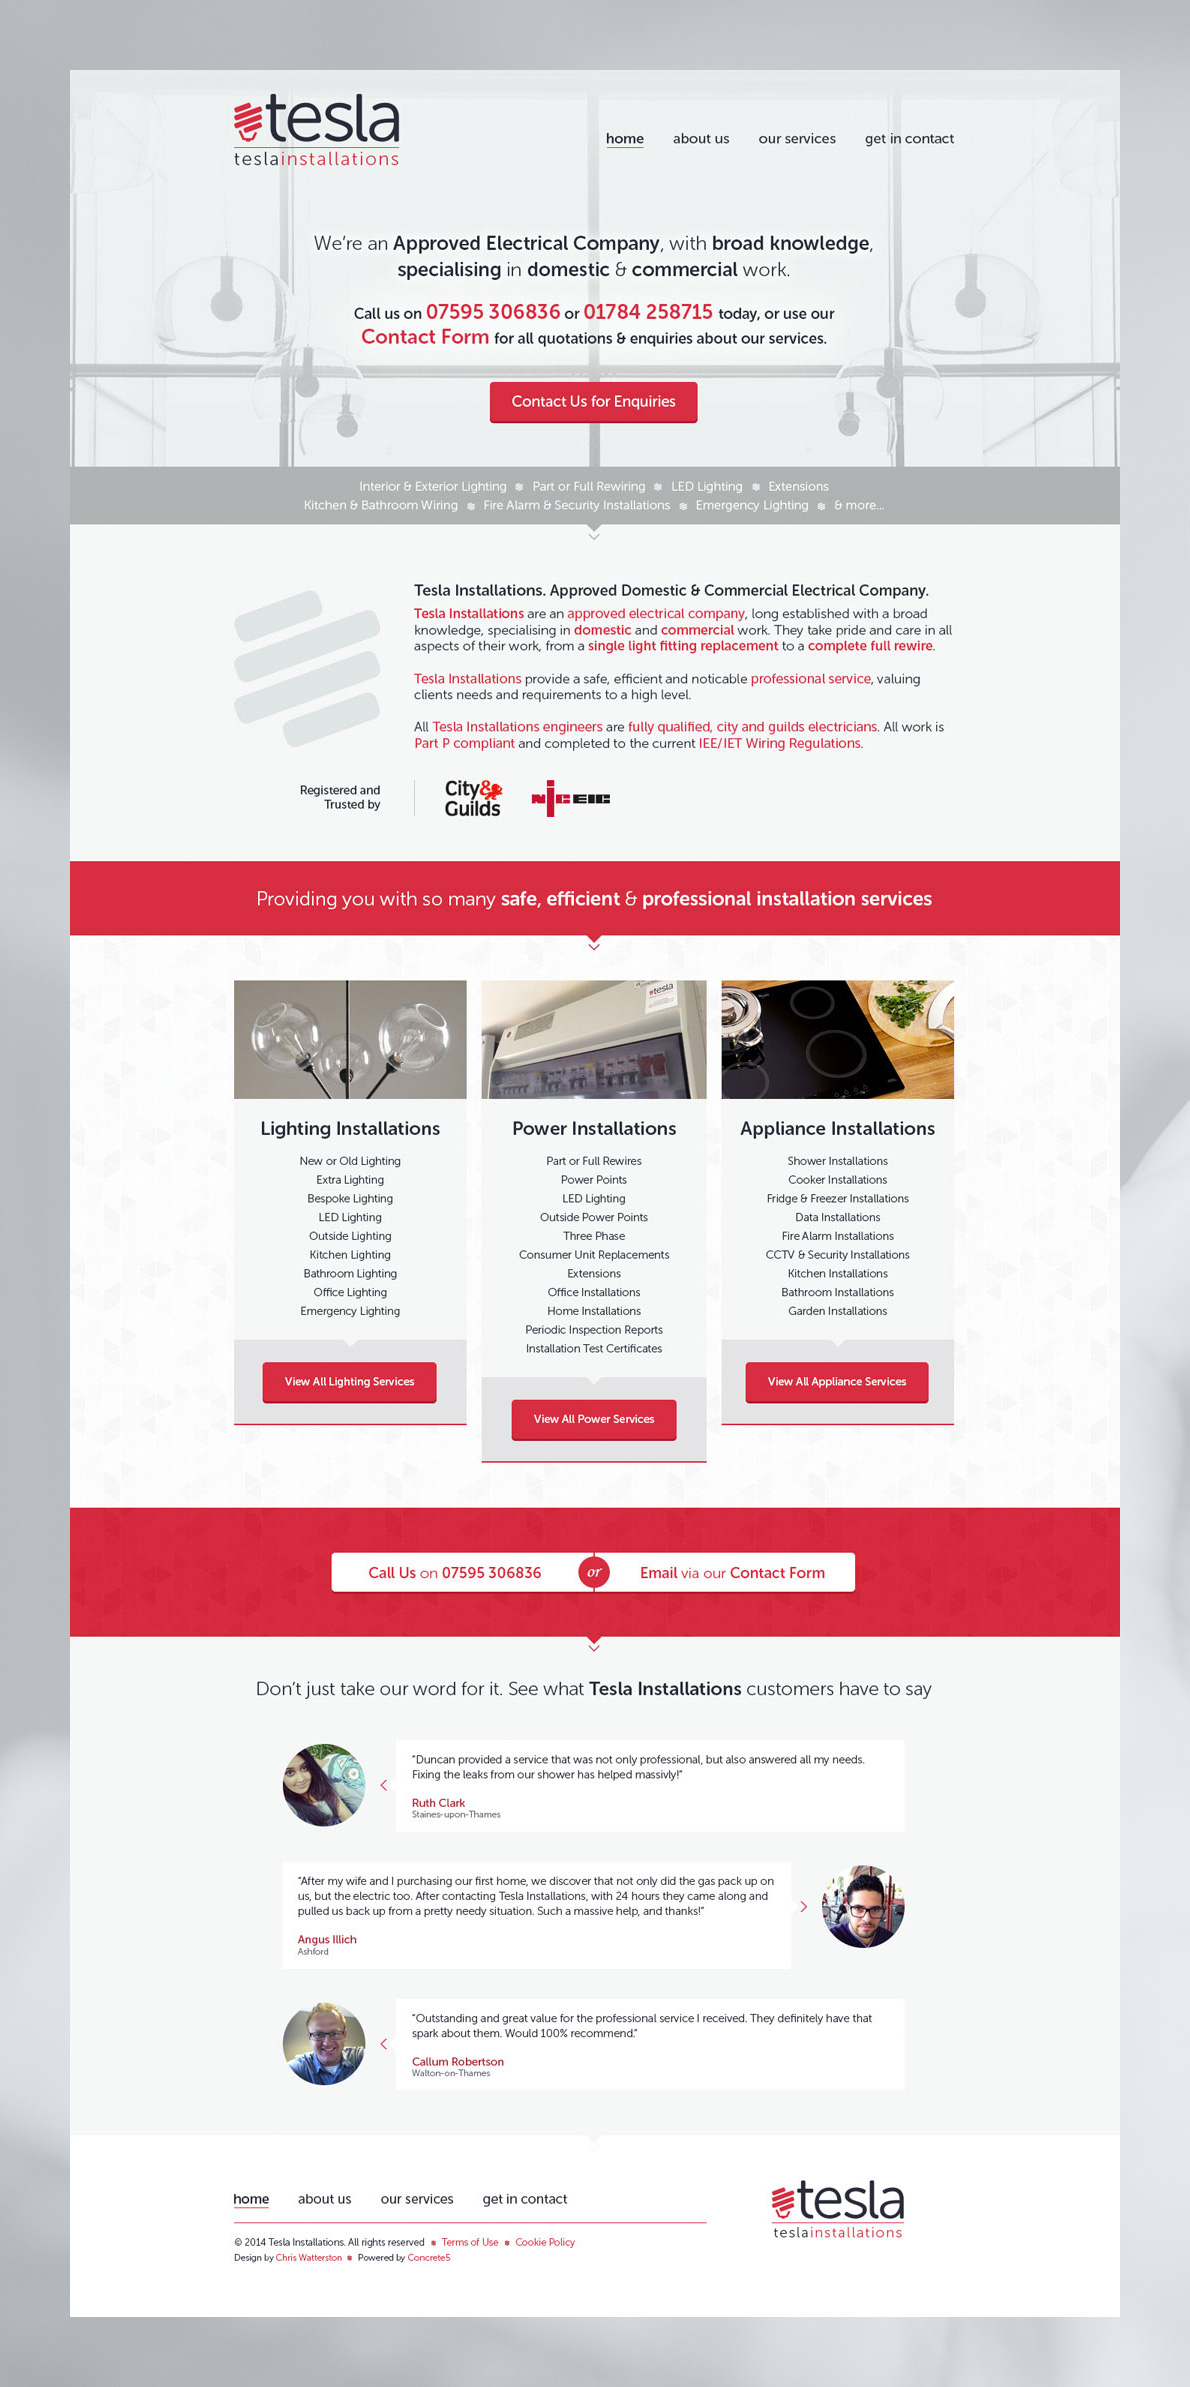 tesla
teslainstallations
home about us our services get in contact
We're an Approved Electrical Company, with broad knowledge,
specialising in domestic & commercial work.
Call us on 07595 306836 or 01784 258715 today, or use our
Contact Form for all quotations & enquiries about our services.
Contact Us for Enquiries
Interior & Exterior Lighting Part or Full Rewiring LED Lighting Extensions
Kitchen & Bathroom Wiring Fire Alarm & Security Installations Emergency Lighting & more...
Tesla Installations. Approved Domestic & Commercial Electrical Company.
Tesla Installations are an approved electrical company, long established with a broad
knowledge, specialising in domestic and commercial work. They take pride and care in all
aspects of their work, from a single light fitting replacement to a complete full rewire.
Tesla Installations provide a safe, efficient and noticable professional service, valuing
clients needs and requirements to a high level.
All Tesla Installations engineers are fully qualified, city and guilds electricians. All work is
Part P compliant and completed to the current IEE/IET Wiring Regulations.
Registered and
Trusted by
City&
Guilds
NICEIC
Providing you with so many safe, efficient & professional installation services
tesla
Lighting Installations
New or Old Lighting
Extra Lighting
Bespoke Lighting
LED Lighting
Outside Lighting
Kitchen Lighting
Bathroom Lighting
Office Lighting
Emergency Lighting
View All Lighting Services
Power Installations
Part or Full Rewires
Power Points
LED Lighting
Outside Power Points
Three Phase
Consumer Unit Replacements
Extensions
Office Installations
Home Installations
Periodic Inspection Reports
Installation Test Certificates
View All Power Services
Appliance Installations
Shower Installations
Cooker Installations
Fridge & Freezer Installations
Data Installations
Fire Alarm Installations
CCTV & Security Installations
Kitchen Installations
Bathroom Installations
Garden Installations
View All Appliance Services
Call Us on 07595 306836 or Email via our Contact Form
Don't just take our word for it. See what Tesla Installations customers have to say
"Duncan provided a service that was not only professional, but also answered all my needs.
Fixing the leaks from our shower has helped massivly!"
Ruth Clark
Staines-upon-Thames
"After my wife and I purchasing our first home, we discover that not only did the gas pack up on
us, but the electric too. After contacting Tesla Installations, with 24 hours they came along and
pulled us back up from a pretty needy situation. Such a massive help, and thanks!"
Angus Illich
Ashford
"Outstanding and great value for the professional service I received. They definitely have that
spark about them. Would 100% recommend."
Callum Robertson
Walton-on-Thames
home about us our services get in contact
© 2014 Tesla Installations. All rights reserved Terms of Use Cookie Policy
Design by Chris Watterston Powered by Concrete5
tesla
teslainstallations